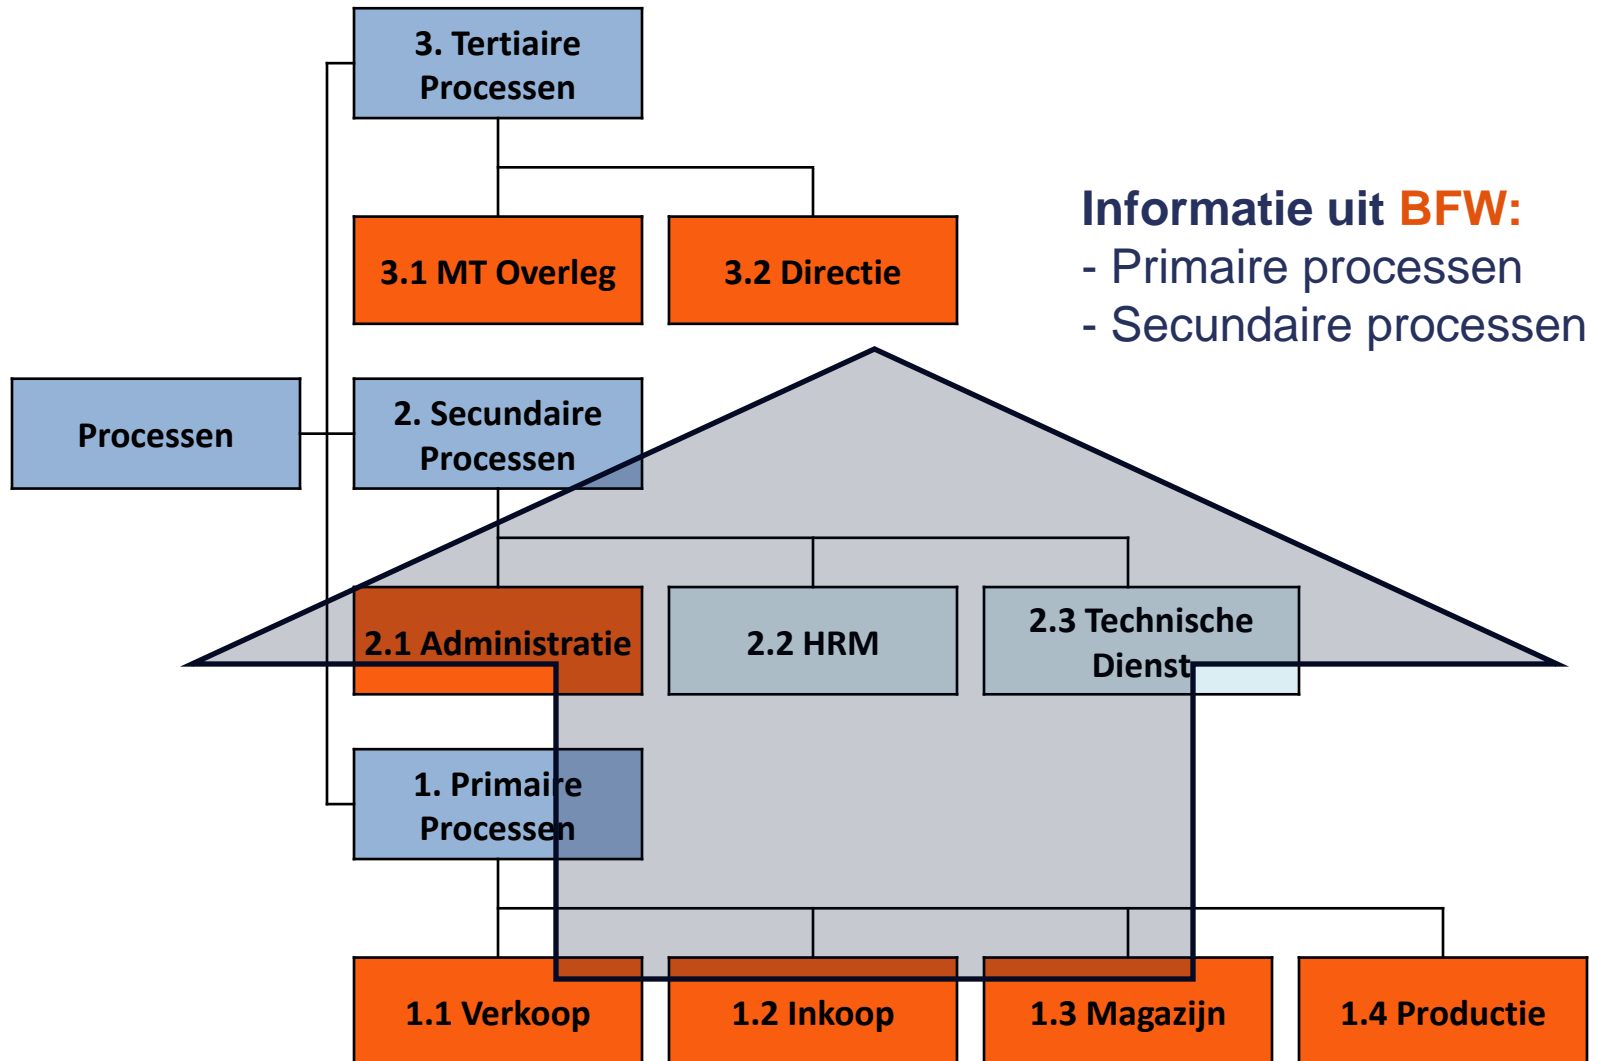 3. Tertiaire
Processen
3.1 MT Overleg
3.2 Directie
Informatie uit BFW:
- Primaire processen
- Secundaire processen
Processen
2. Secundaire
Processen
2.1 Administratie
2.2 HRM
2.3 Technische
Dienst
1. Primaire
Processen
1.1 Verkoop
1.2 Inkoop
1.3 Magazijn
1.4 Productie